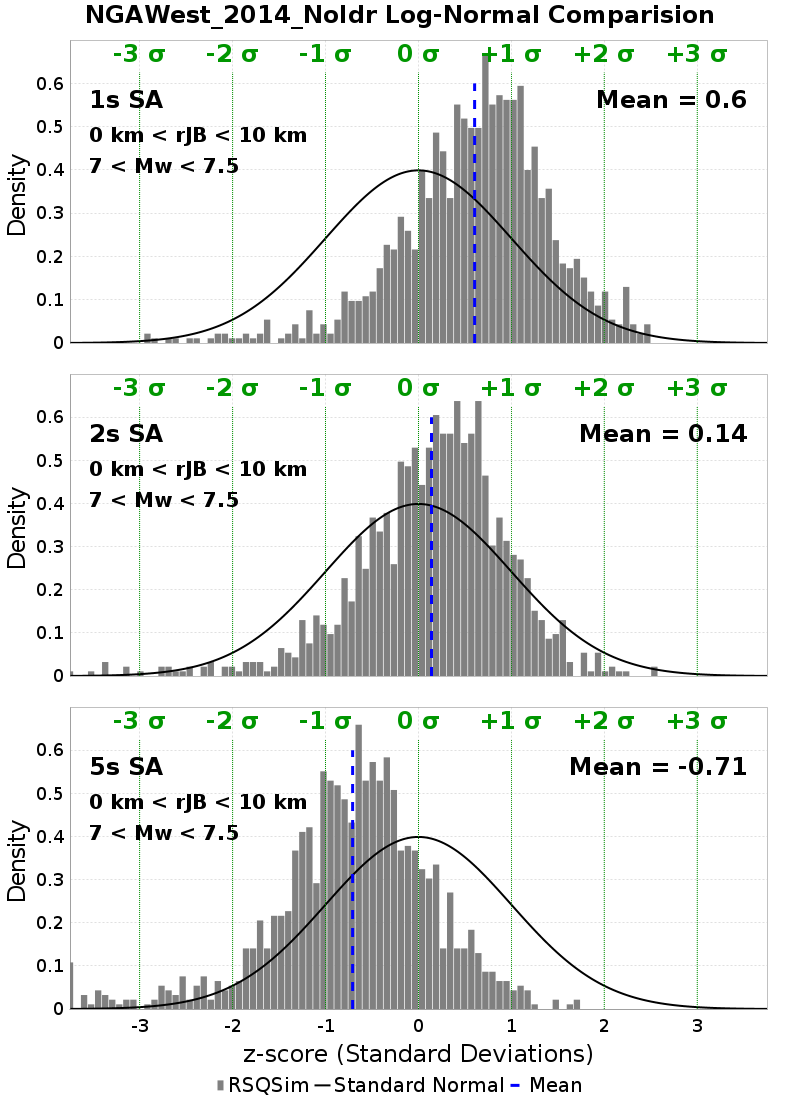 NGAWest_2014_NoIdr Log-Normal Comparision
-3 σ -2 σ -1 σ 0 σ +1 σ +2 σ +3 σ
1s SA
Mean = 0.6
0 km < rJB < 10 km
7 < Mw < 7.5
Density
0.6
0.5
0.4
0.3
0.2
0.1
0
-3 σ -2 σ -1 σ 0 σ +1 σ +2 σ +3 σ
2s SA
Mean = 0.14
0 km < rJB < 10 km
7 < Mw < 7.5
Density
0.6
0.5
0.4
0.3
0.2
0.1
0
-3 σ -2 σ -1 σ 0 σ +1 σ +2 σ +3 σ
5s SA
Mean = -0.71
0 km < rJB < 10 km
7 < Mw < 7.5
Density
0.6
0.5
0.4
0.3
0.2
0.1
0
-3 -2 -1 0 1 2 3
z-score (Standard Deviations)
RSQSim Standard Normal Mean